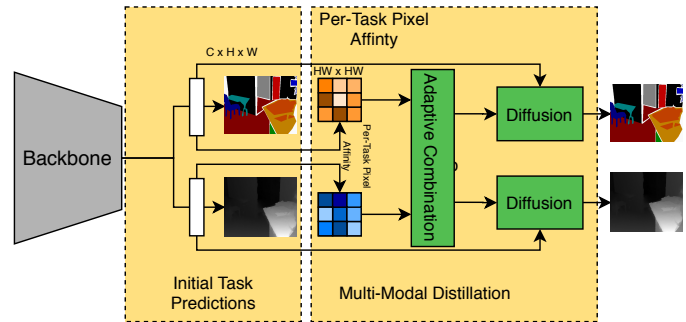 Per-Task Pixel
Affinty
C x H x W
HW x HW
Backbone
Per-Task Pixel
Affinity
Adaptive Combination
Diffusion
Diffusion
Initial Task
Predictions
Multi-Modal Distillation